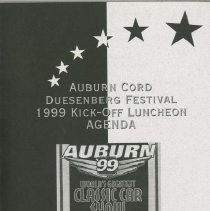 AUBURN CORD
DUESENBERG FESTIVAL
1999 KICK-OFF LUNCHEON
AGENDA
AUBURN
99
WORLD'S GREATEST
CLASSIC CAR
SHOW